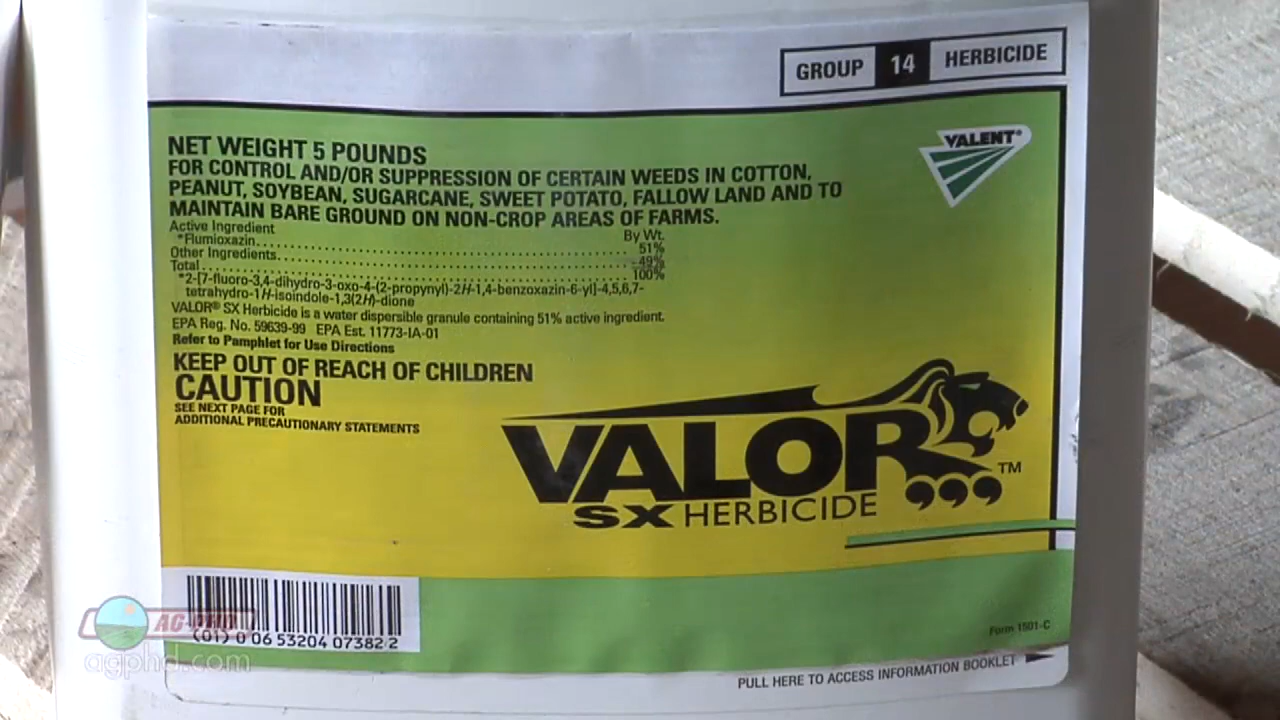 GROUP 14 HERBICIDE
VALENT®
NET WEIGHT 5 POUNDS
FOR CONTROL AND/OR SUPPRESSION OF CERTAIN WEEDS IN COTTON,
PEANUT, SOYBEAN, SUGARCANE, SWEET POTATO, FALLOW LAND AND TO
MAINTAIN BARE GROUND ON NON-CROP AREAS OF FARMS.
Active Ingredient By Wt.
*Flumioxazin 51%
Other Ingredients 49%
Total 100%
*2-[7-fluoro-3,4-dihydro-3-oxo-4-(2-propynyl)-2H-1,4-benzoxazin-6-yl]-4,5,6,7-
tetrahydro-1H-isoindole-1,3(2H)-dione
VALOR® SX Herbicide is a water dispersible granule containing 51% active ingredient.
EPA Reg. No. 59639-99 EPA Est. 11773-IA-01
Refer to Pamphlet for Use Directions
KEEP OUT OF REACH OF CHILDREN
CAUTION
SEE NEXT PAGE FOR
ADDITIONAL PRECAUTIONARY STATEMENTS
VALOR™
SX HERBICIDE
AG-PHD
(01) 0 06 53204 07382 2
agphd.com
Form 1501-C
PULL HERE TO ACCESS INFORMATION BOOKLET